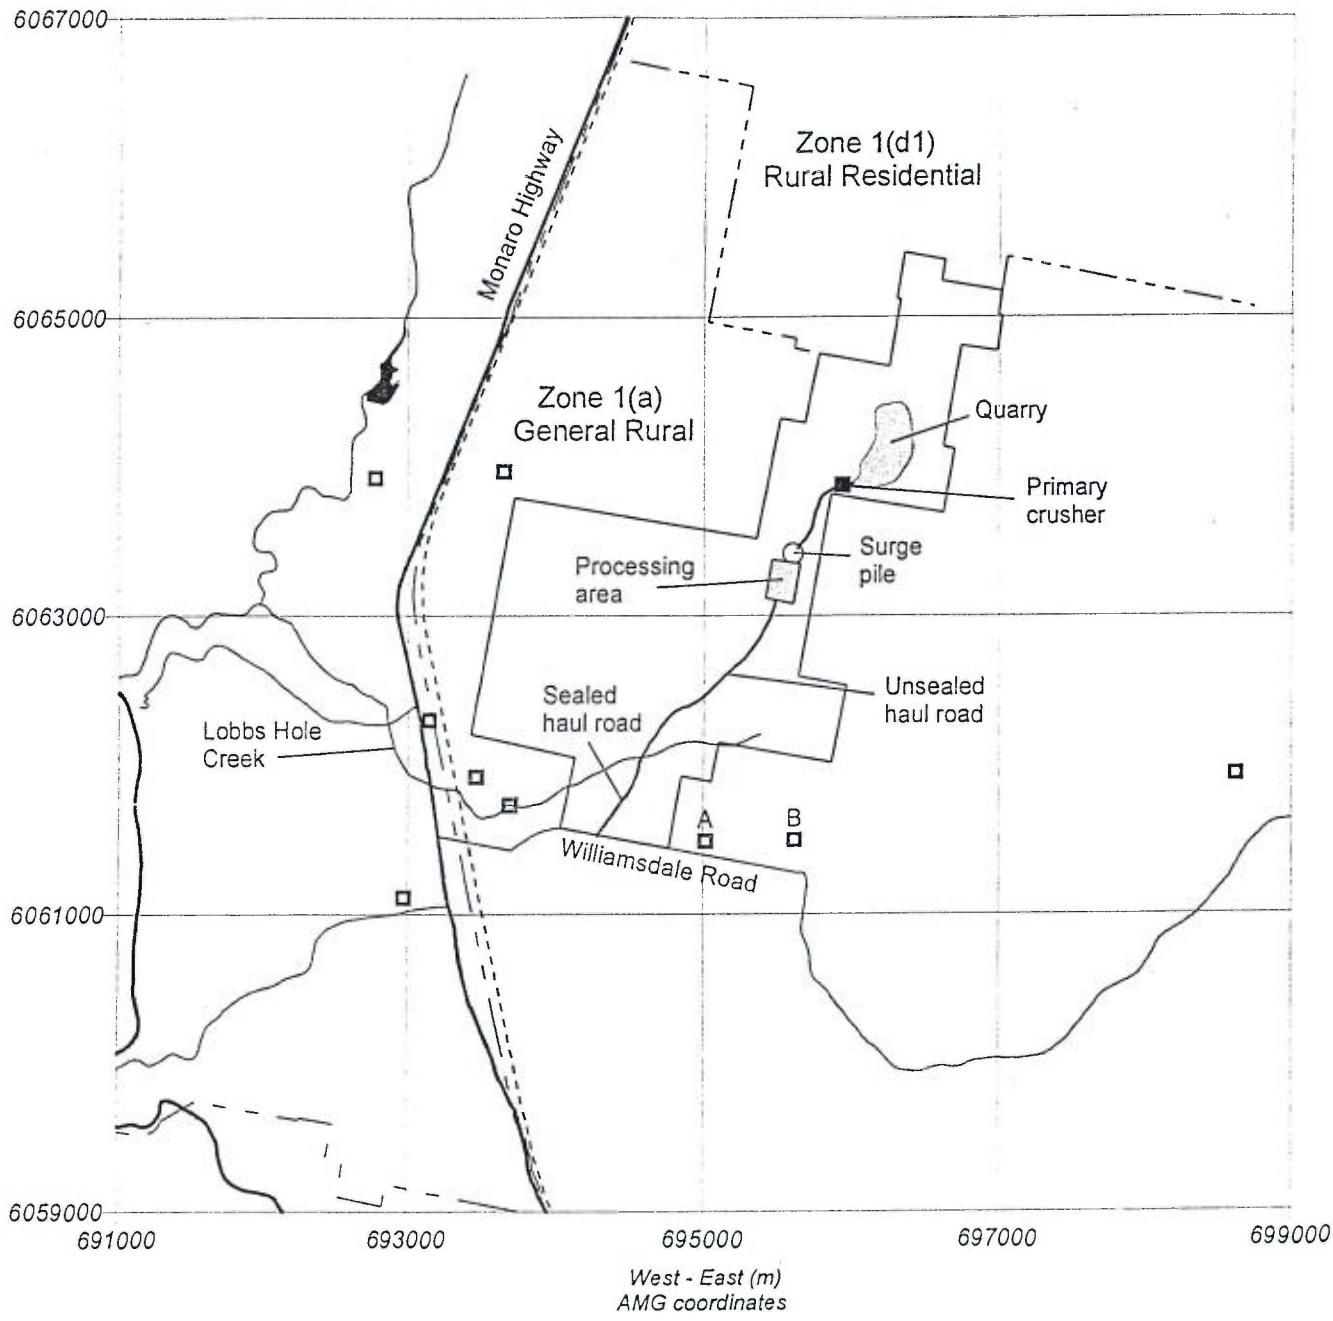 6067000
Zone 1(d1)
Rural Residential
Monaro Highway
6065000
Zone 1(a)
General Rural
Quarry
Primary
crusher
Surge
pile
Processing
area
6063000
Unsealed
haul road
Sealed
haul road
Lobbs Hole
Creek
A
B
Williamsdale Road
6061000
6059000
691000
693000
695000
697000
699000
West - East (m)
AMG coordinates